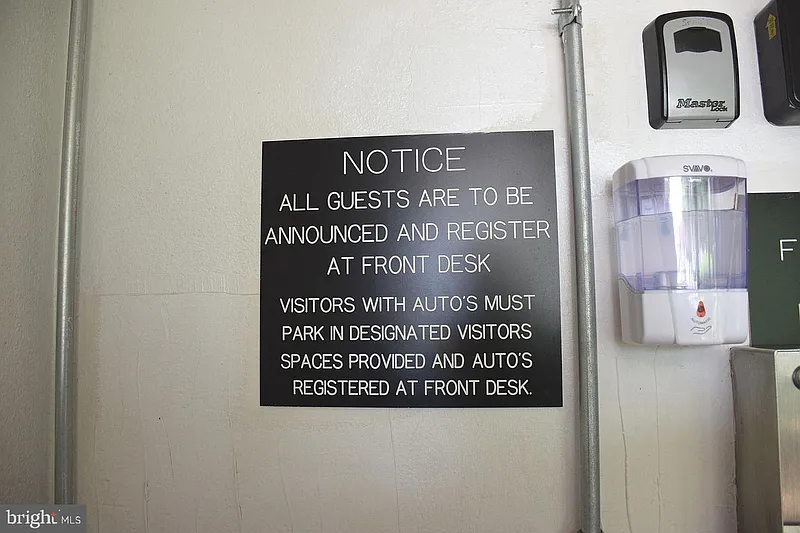 NOTICE
ALL GUESTS ARE TO BE
ANNOUNCED AND REGISTER
AT FRONT DESK
VISITORS WITH AUTO'S MUST
PARK IN DESIGNATED VISITORS
SPACES PROVIDED AND AUTO'S
REGISTERED AT FRONT DESK.
Master
Lock
SVAVO
F
bright MLS